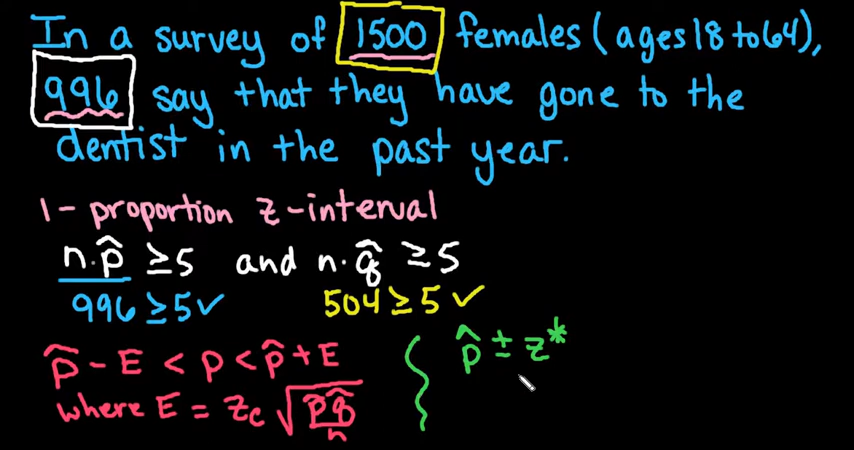 In a survey of 1500 females (ages 18 to 64),
996 say that they have gone to the
dentist in the past year.
1-proportion z-interval
n·p̂ ≥ 5 and n·q̂ ≥ 5
996 ≥ 5 ✓ 504 ≥ 5 ✓
p̂ - E < p < p̂ + E
where E = z_c √(p̂q̂/n)
p̂ ± z*